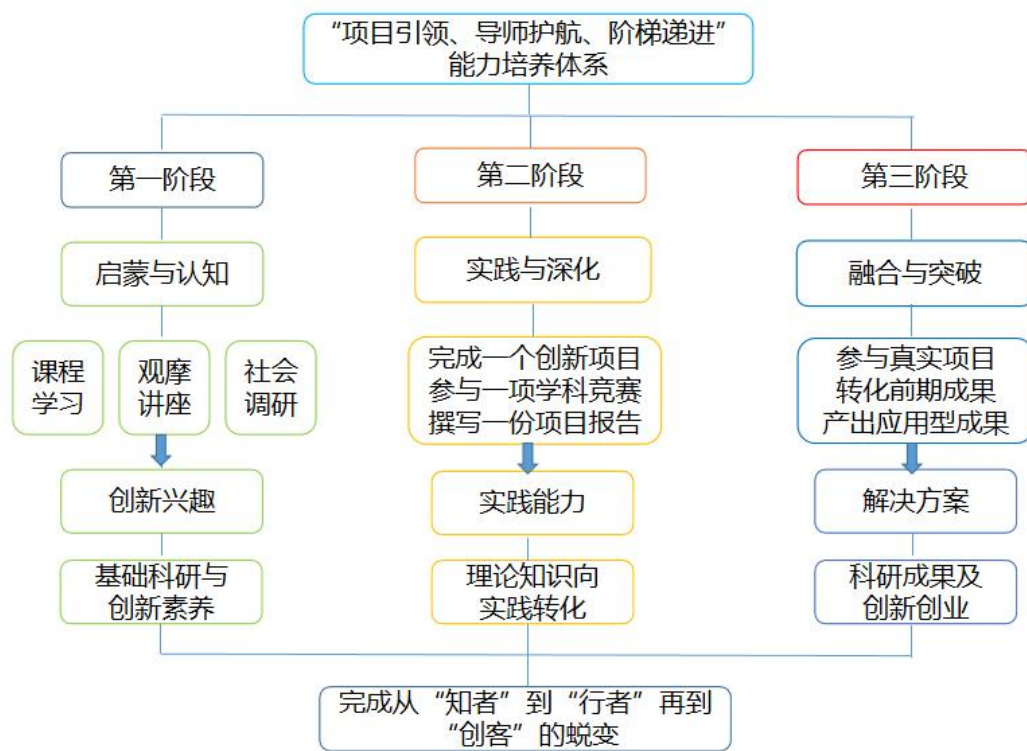 “项目引领、导师护航、阶梯递进”
能力培养体系
第一阶段
第二阶段
第三阶段
启蒙与认知
实践与深化
融合与突破
课程
学习
观摩
讲座
社会
调研
完成一个创新项目
参与一项学科竞赛
撰写一份项目报告
参与真实项目
转化前期成果
产出应用型成果
创新兴趣
实践能力
解决方案
基础科研与
创新素养
理论知识向
实践转化
科研成果及
创新创业
完成从“知者”到“行者”再到
“创客”的蜕变